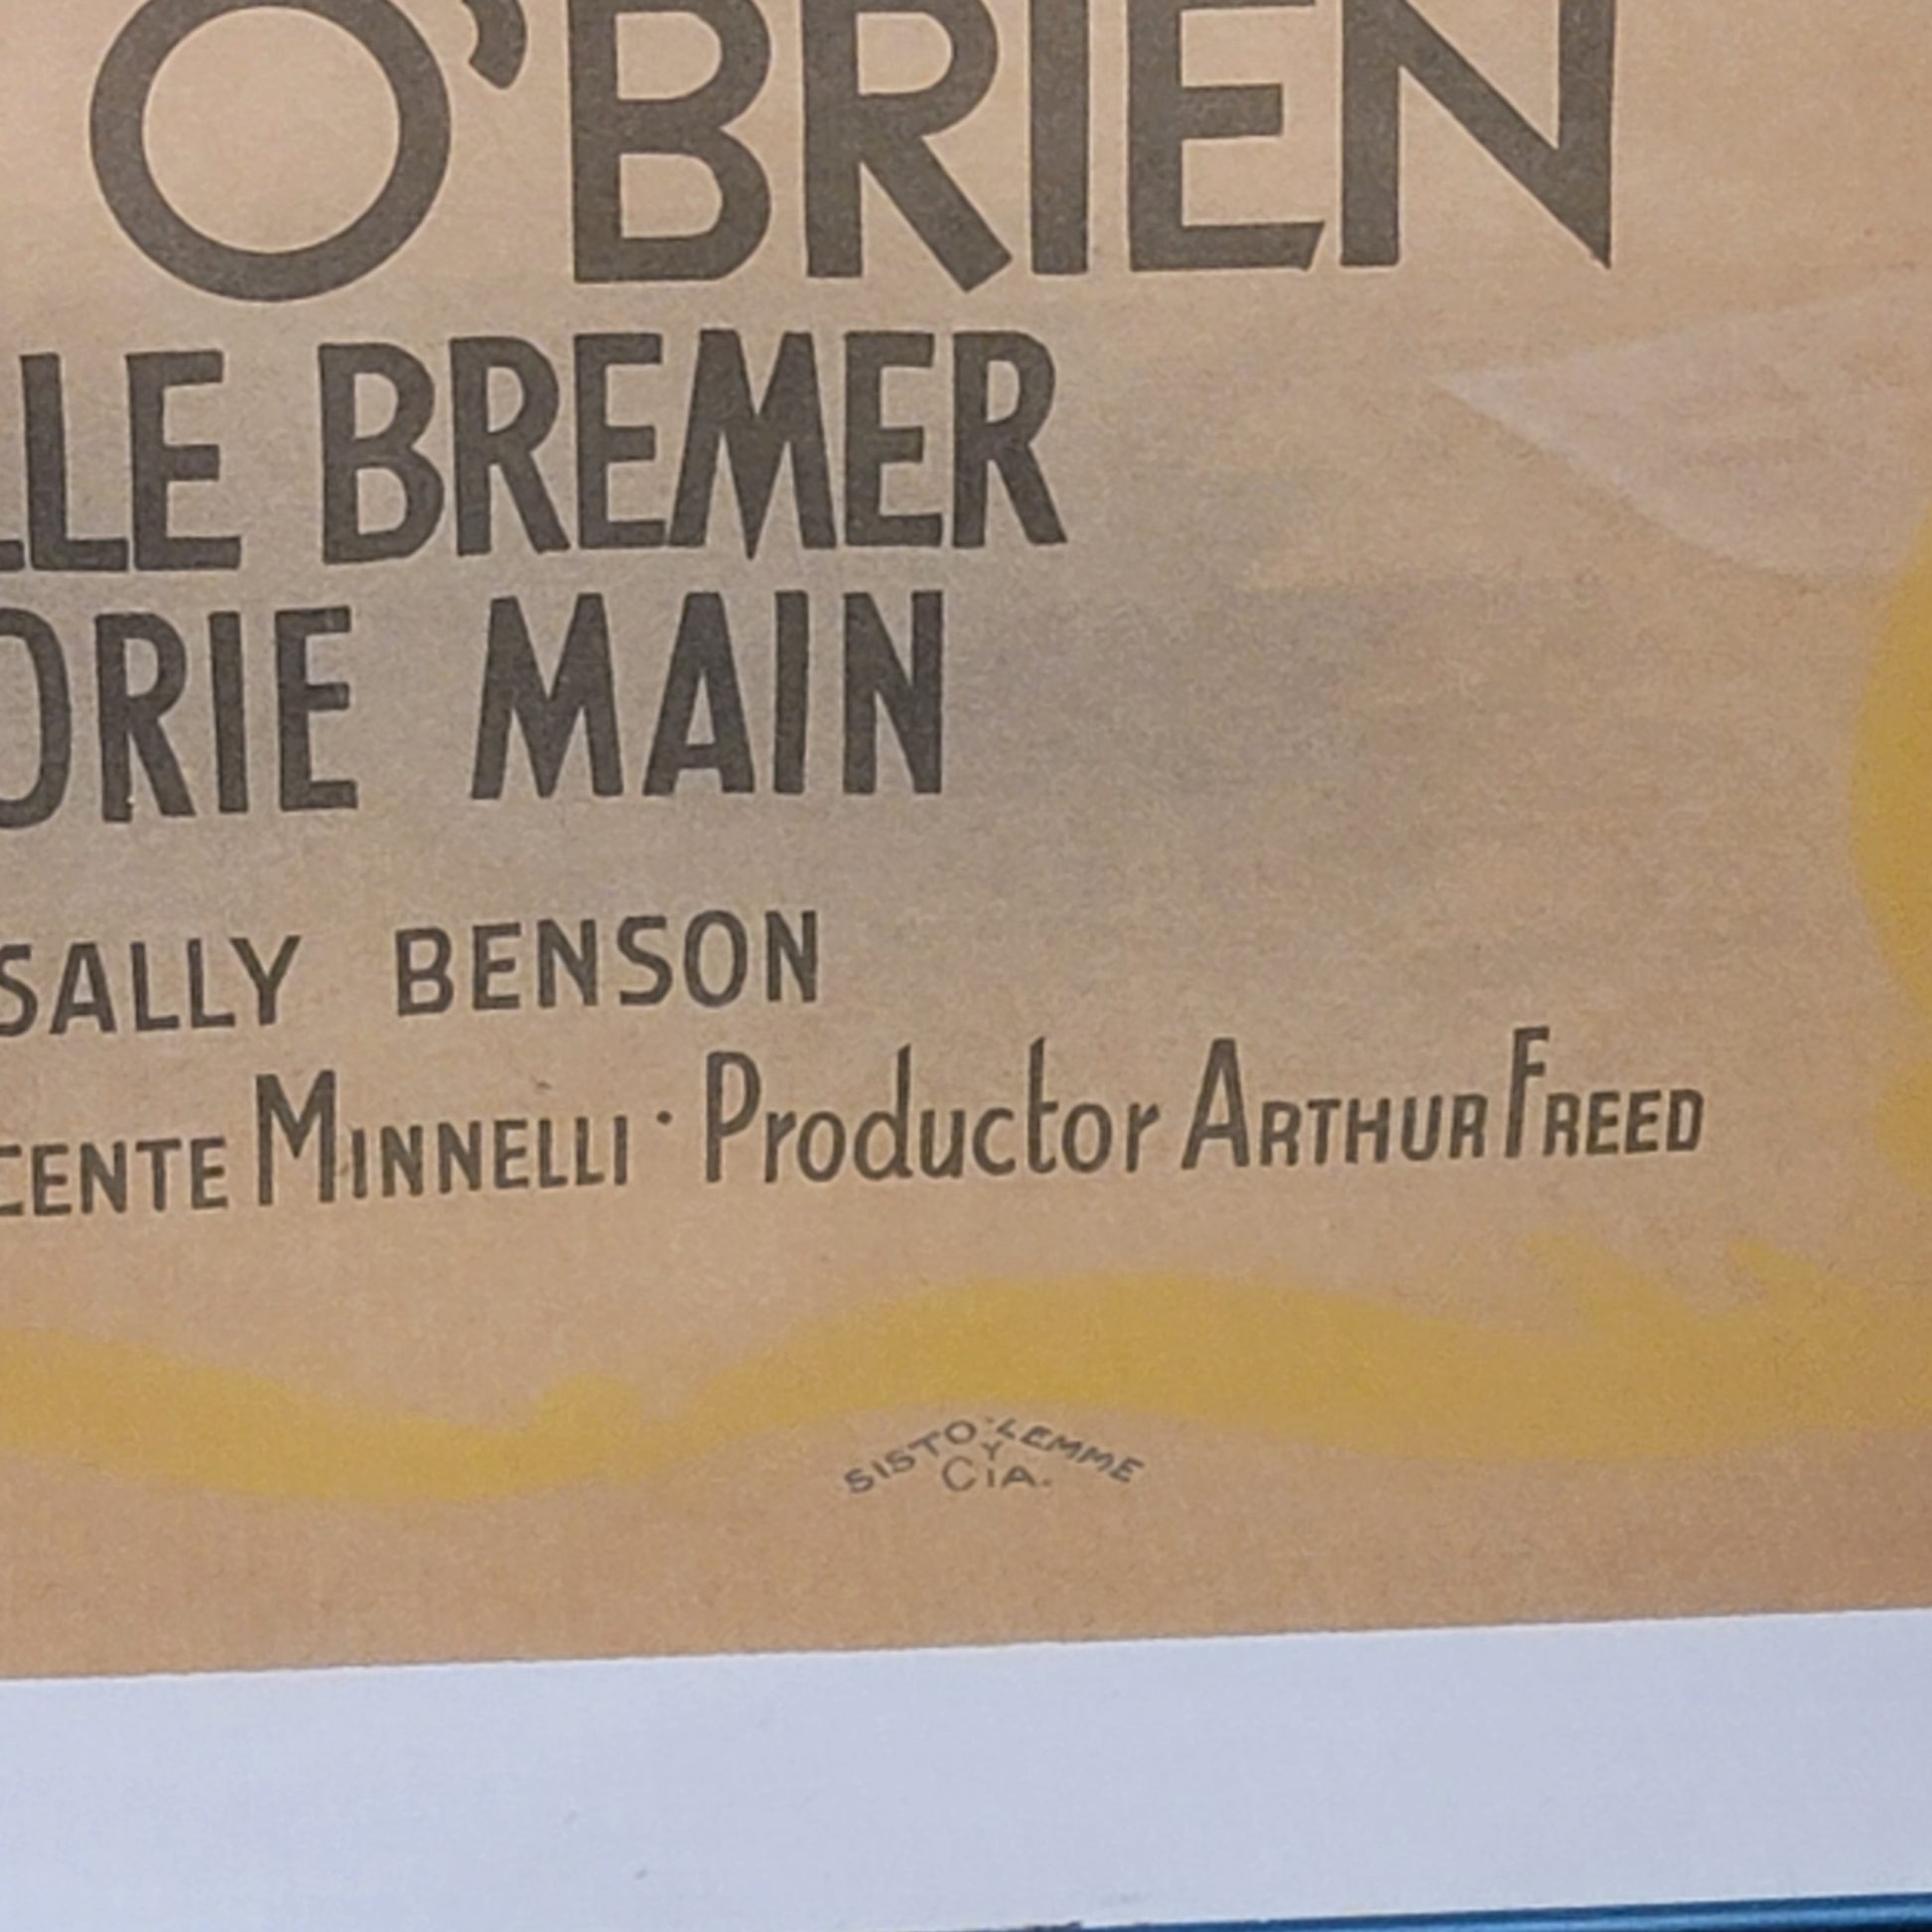 O'BRIEN
LLE BREMER
ORIE MAIN
SALLY BENSON
CENTE MINNELLI · Productor ARTHUR FREED
SISTO·LEMME
Y
CIA.